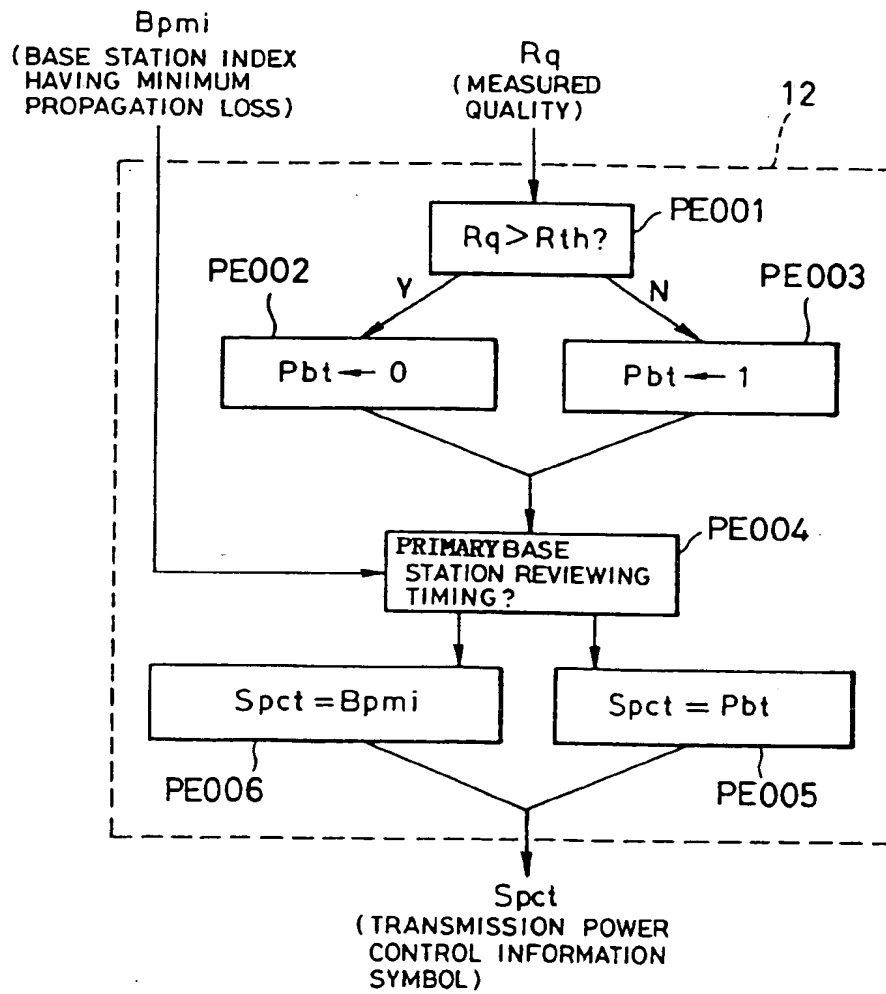 Bpmi
(BASE STATION INDEX
HAVING MINIMUM
PROPAGATION LOSS)
Rq
(MEASURED
QUALITY)
12
Rq>Rth?
PE001
PE002
Y
N
PE003
Pbt ← 0
Pbt ← 1
PE004
PRIMARY BASE
STATION REVIEWING
TIMING?
Spct = Bpmi
Spct = Pbt
PE006
PE005
Spct
(TRANSMISSION POWER
CONTROL INFORMATION
SYMBOL)